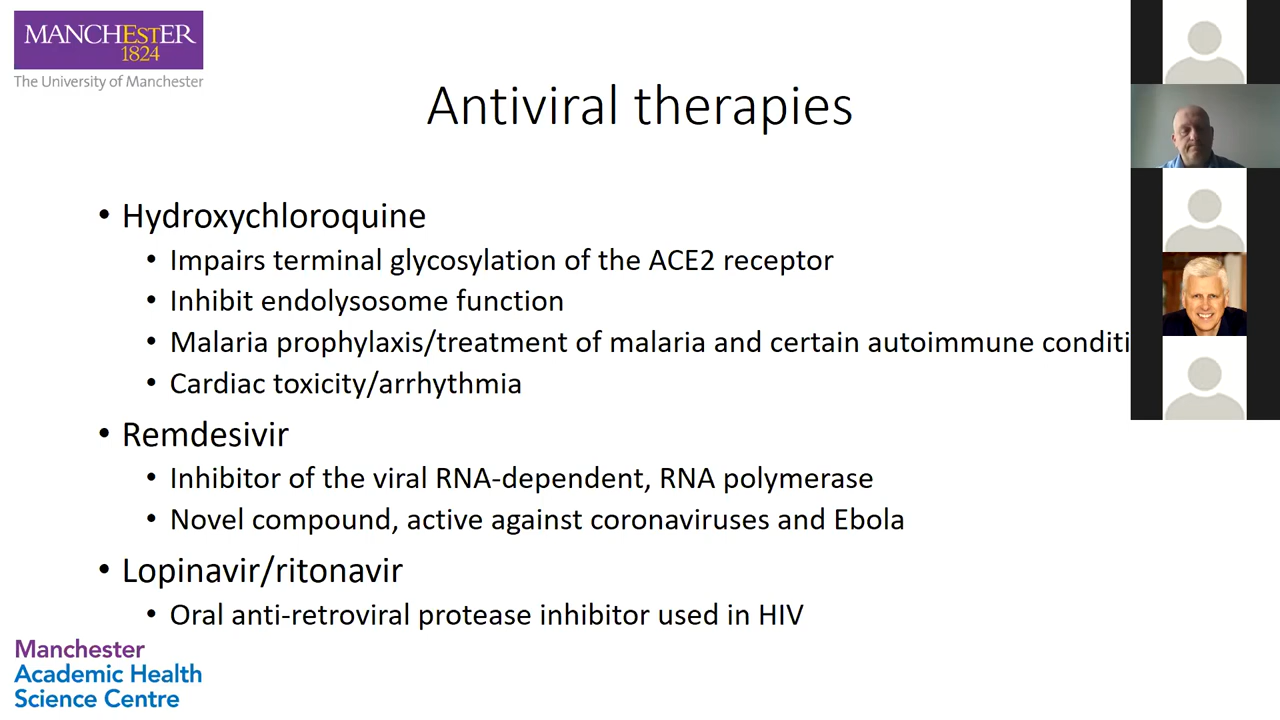 MANCHESTER
1824
The University of Manchester
Antiviral therapies
• Hydroxychloroquine
• Impairs terminal glycosylation of the ACE2 receptor
• Inhibit endolysosome function
• Malaria prophylaxis/treatment of malaria and certain autoimmune conditi
• Cardiac toxicity/arrhythmia
• Remdesivir
• Inhibitor of the viral RNA-dependent, RNA polymerase
• Novel compound, active against coronaviruses and Ebola
• Lopinavir/ritonavir
• Oral anti-retroviral protease inhibitor used in HIV
Manchester
Academic Health
Science Centre